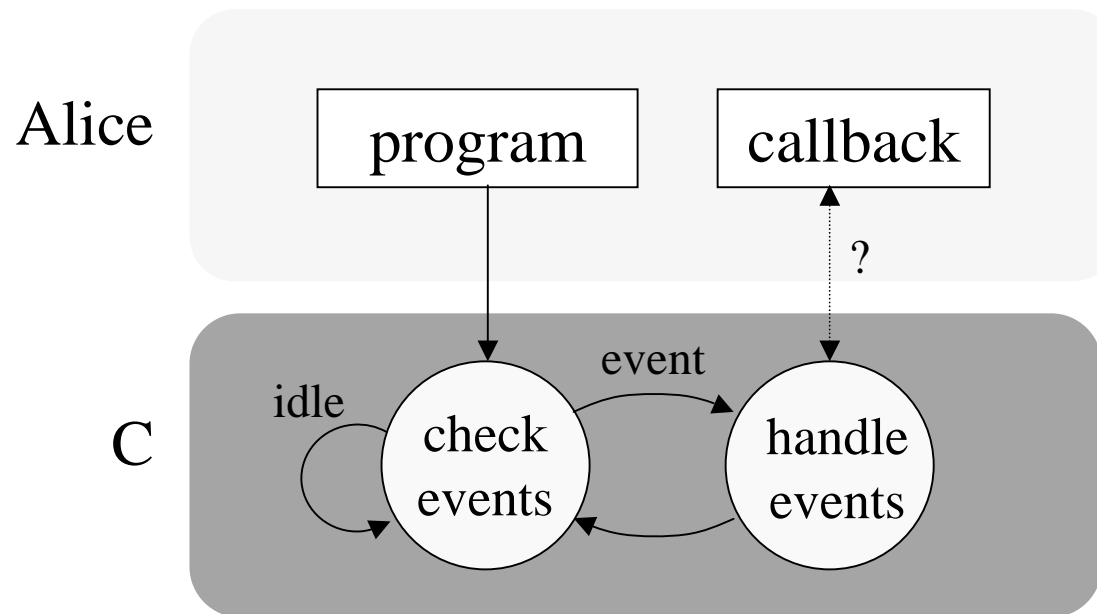 Alice
program
callback
?
C
idle
event
check
events
handle
events